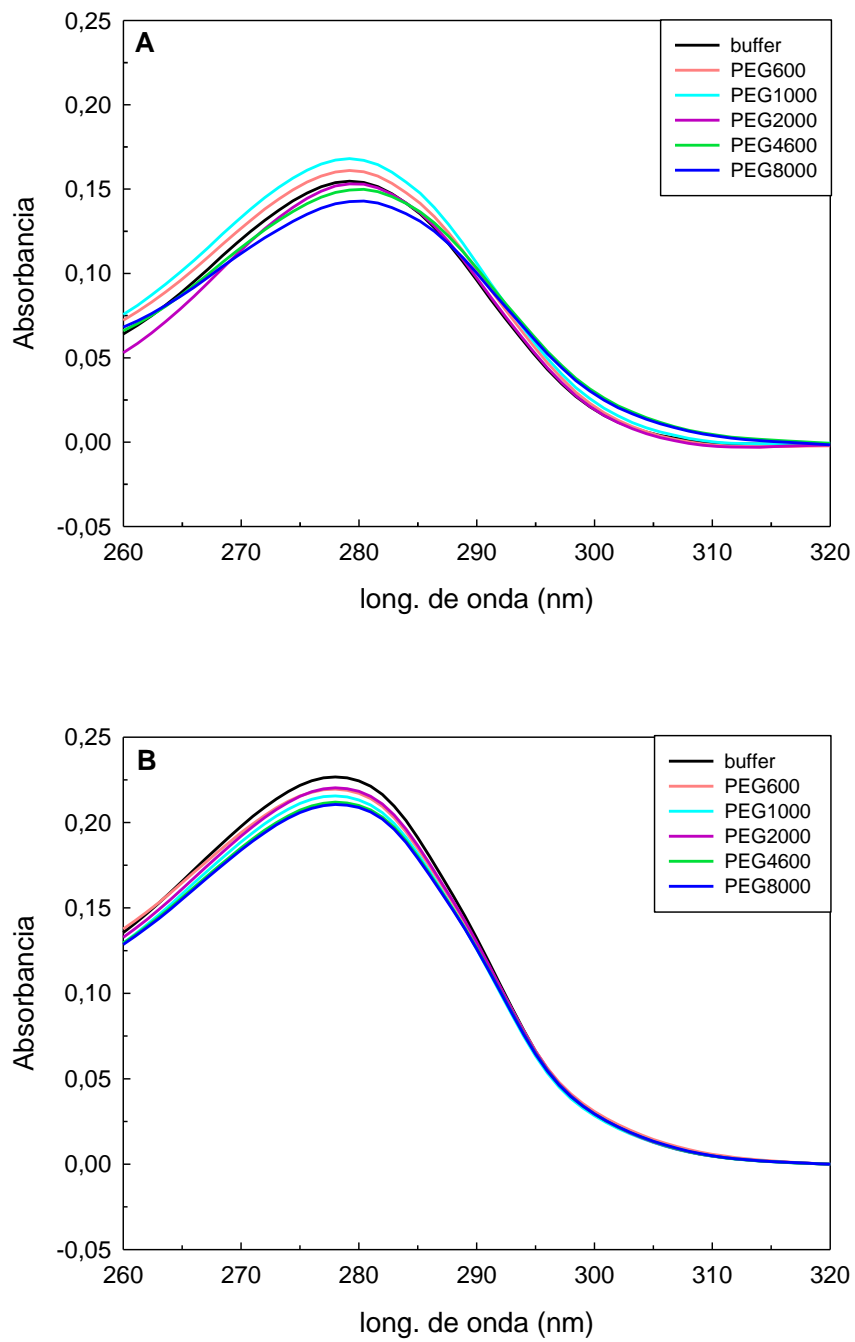 A
0,25
0,20
0,15
0,10
0,05
0,00
-0,05
Absorbancia
buffer
PEG600
PEG1000
PEG2000
PEG4600
PEG8000
260 270 280 290 300 310 320
long. de onda (nm)
B
0,25
0,20
0,15
0,10
0,05
0,00
-0,05
Absorbancia
buffer
PEG600
PEG1000
PEG2000
PEG4600
PEG8000
260 270 280 290 300 310 320
long. de onda (nm)